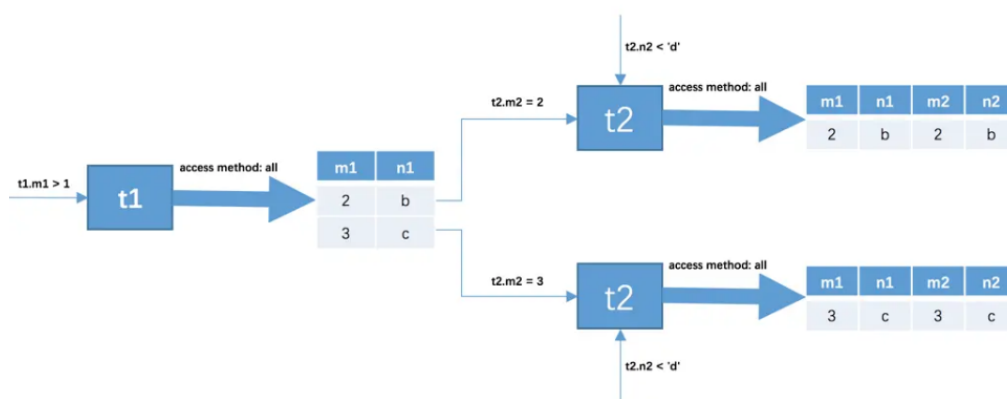 t2.n2 < 'd'
t2.m2 = 2
t2
access method: all
m1 n1 m2 n2
2 b 2 b
t1.m1 > 1
t1
access method: all
m1 n1
2 b
3 c
t2.m2 = 3
t2
access method: all
m1 n1 m2 n2
3 c 3 c
t2.n2 < 'd'